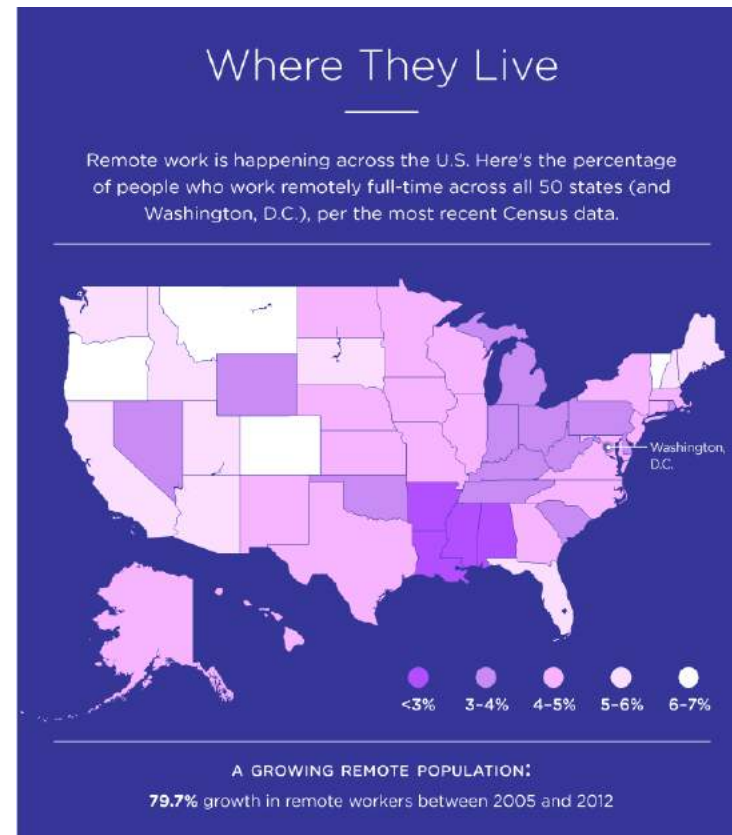 Where They Live
Remote work is happening across the U.S. Here's the percentage
of people who work remotely full-time across all 50 states (and
Washington, D.C.), per the most recent Census data.
Washington,
D.C.
<3% 3–4% 4–5% 5–6% 6–7%
A GROWING REMOTE POPULATION:
79.7% growth in remote workers between 2005 and 2012